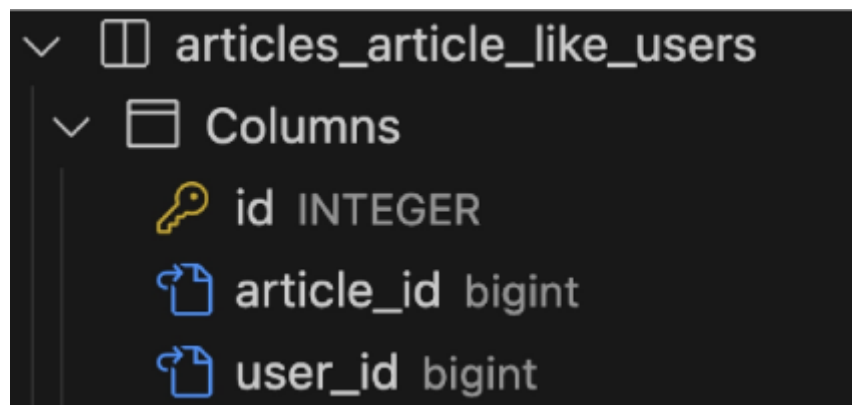 articles_article_like_users
Columns
id INTEGER
article_id bigint
user_id bigint